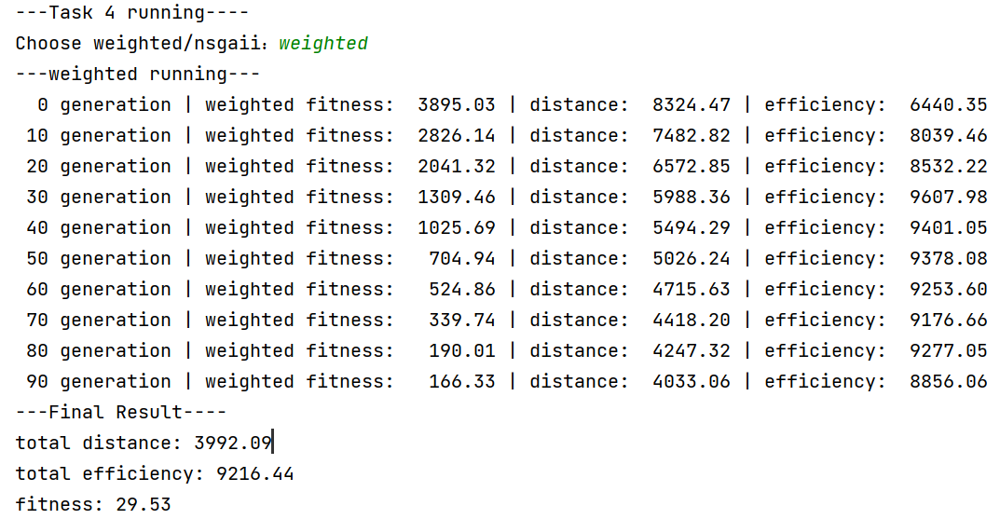 ---Task 4 running----
Choose weighted/nsgaii：weighted
---weighted running---
  0 generation | weighted fitness:  3895.03 | distance:  8324.47 | efficiency:  6440.35
 10 generation | weighted fitness:  2826.14 | distance:  7482.82 | efficiency:  8039.46
 20 generation | weighted fitness:  2041.32 | distance:  6572.85 | efficiency:  8532.22
 30 generation | weighted fitness:  1309.46 | distance:  5988.36 | efficiency:  9607.98
 40 generation | weighted fitness:  1025.69 | distance:  5494.29 | efficiency:  9401.05
 50 generation | weighted fitness:   704.94 | distance:  5026.24 | efficiency:  9378.08
 60 generation | weighted fitness:   524.86 | distance:  4715.63 | efficiency:  9253.60
 70 generation | weighted fitness:   339.74 | distance:  4418.20 | efficiency:  9176.66
 80 generation | weighted fitness:   190.01 | distance:  4247.32 | efficiency:  9277.05
 90 generation | weighted fitness:   166.33 | distance:  4033.06 | efficiency:  8856.06
---Final Result----
total distance: 3992.09
total efficiency: 9216.44
fitness: 29.53